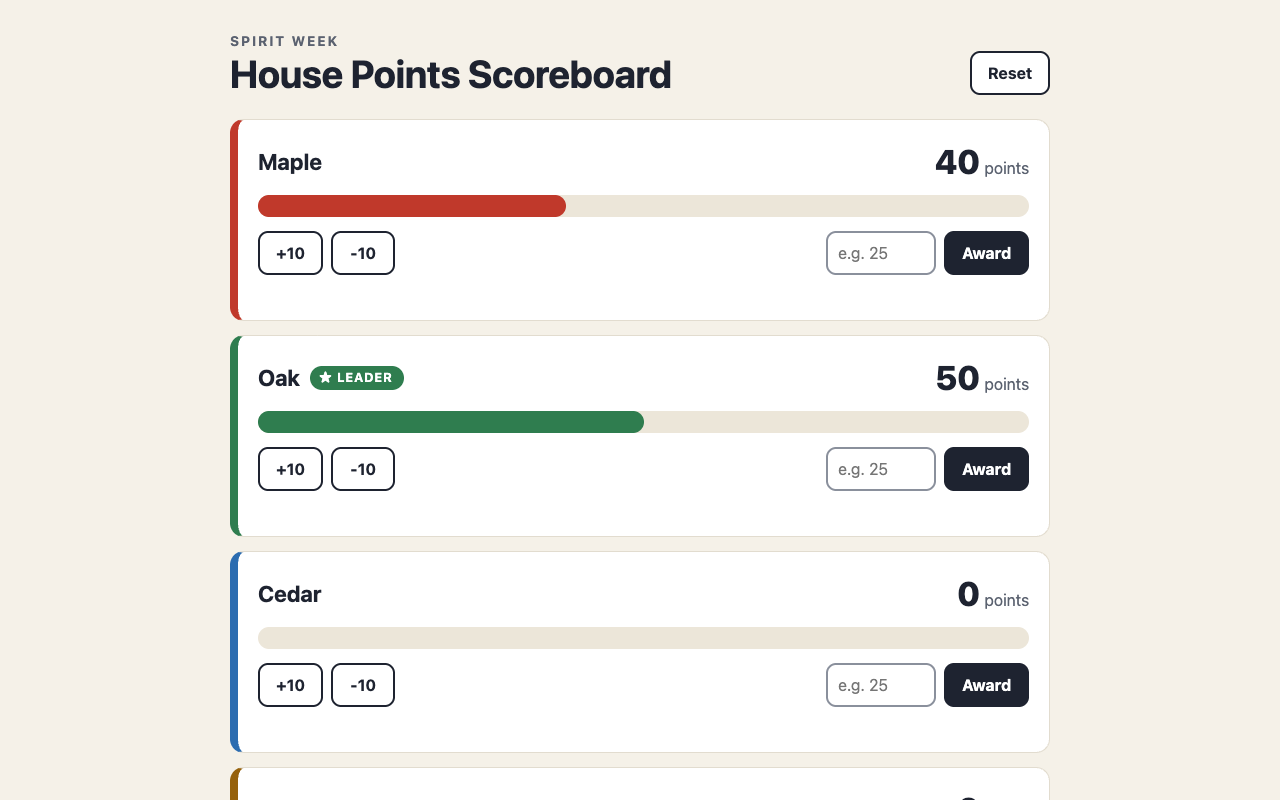 SPIRIT WEEK
House Points Scoreboard
Reset
Maple
40 points
+10
-10
e.g. 25
Award
Oak
★ LEADER
50 points
+10
-10
e.g. 25
Award
Cedar
0 points
+10
-10
e.g. 25
Award